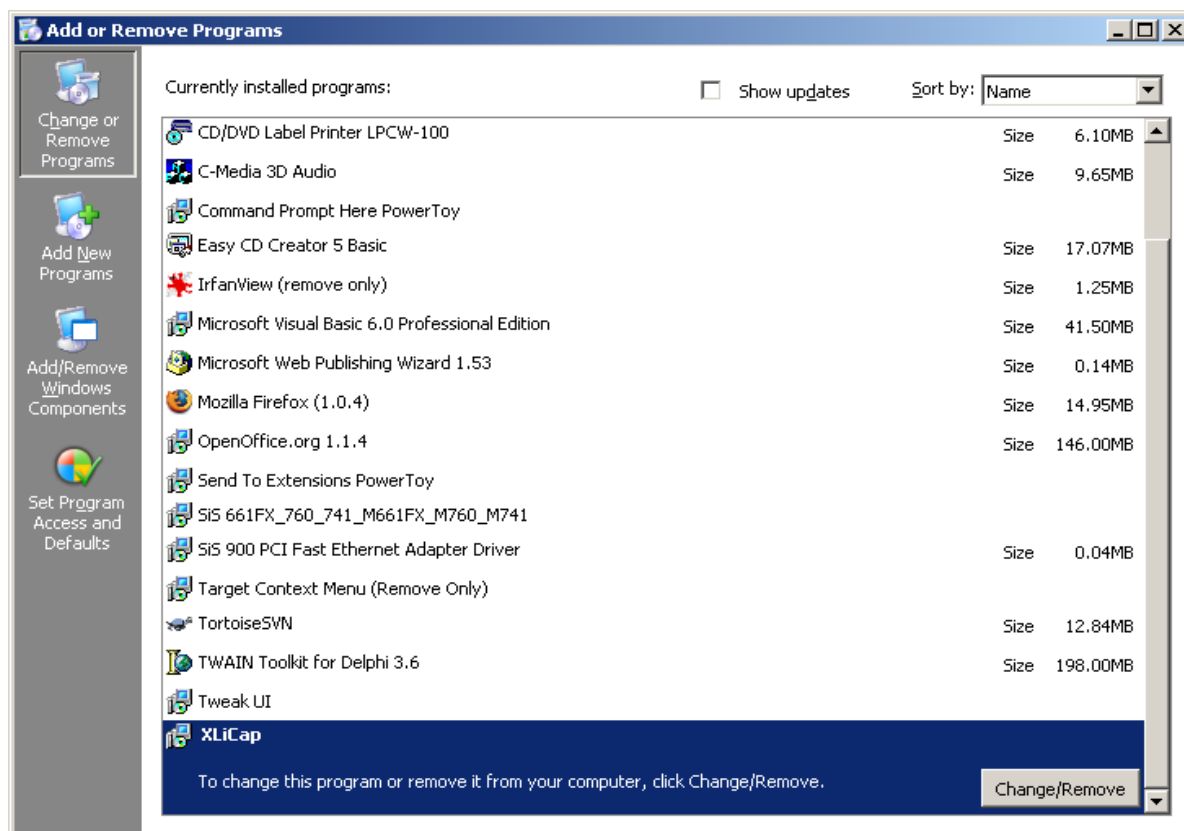 Add or Remove Programs
Change or
Remove
Programs
Add New
Programs
Add/Remove
Windows
Components
Set Program
Access and
Defaults
Currently installed programs: Show updates Sort by: Name
CD/DVD Label Printer LPCW-100 Size 6.10MB
C-Media 3D Audio Size 9.65MB
Command Prompt Here PowerToy
Easy CD Creator 5 Basic Size 17.07MB
IrfanView (remove only) Size 1.25MB
Microsoft Visual Basic 6.0 Professional Edition Size 41.50MB
Microsoft Web Publishing Wizard 1.53 Size 0.14MB
Mozilla Firefox (1.0.4) Size 14.95MB
OpenOffice.org 1.1.4 Size 146.00MB
Send To Extensions PowerToy
SiS 661FX_760_741_M661FX_M760_M741
SiS 900 PCI Fast Ethernet Adapter Driver Size 0.04MB
Target Context Menu (Remove Only)
TortoiseSVN Size 12.84MB
TWAIN Toolkit for Delphi 3.6 Size 198.00MB
Tweak UI
XLiCap
To change this program or remove it from your computer, click Change/Remove. Change/Remove